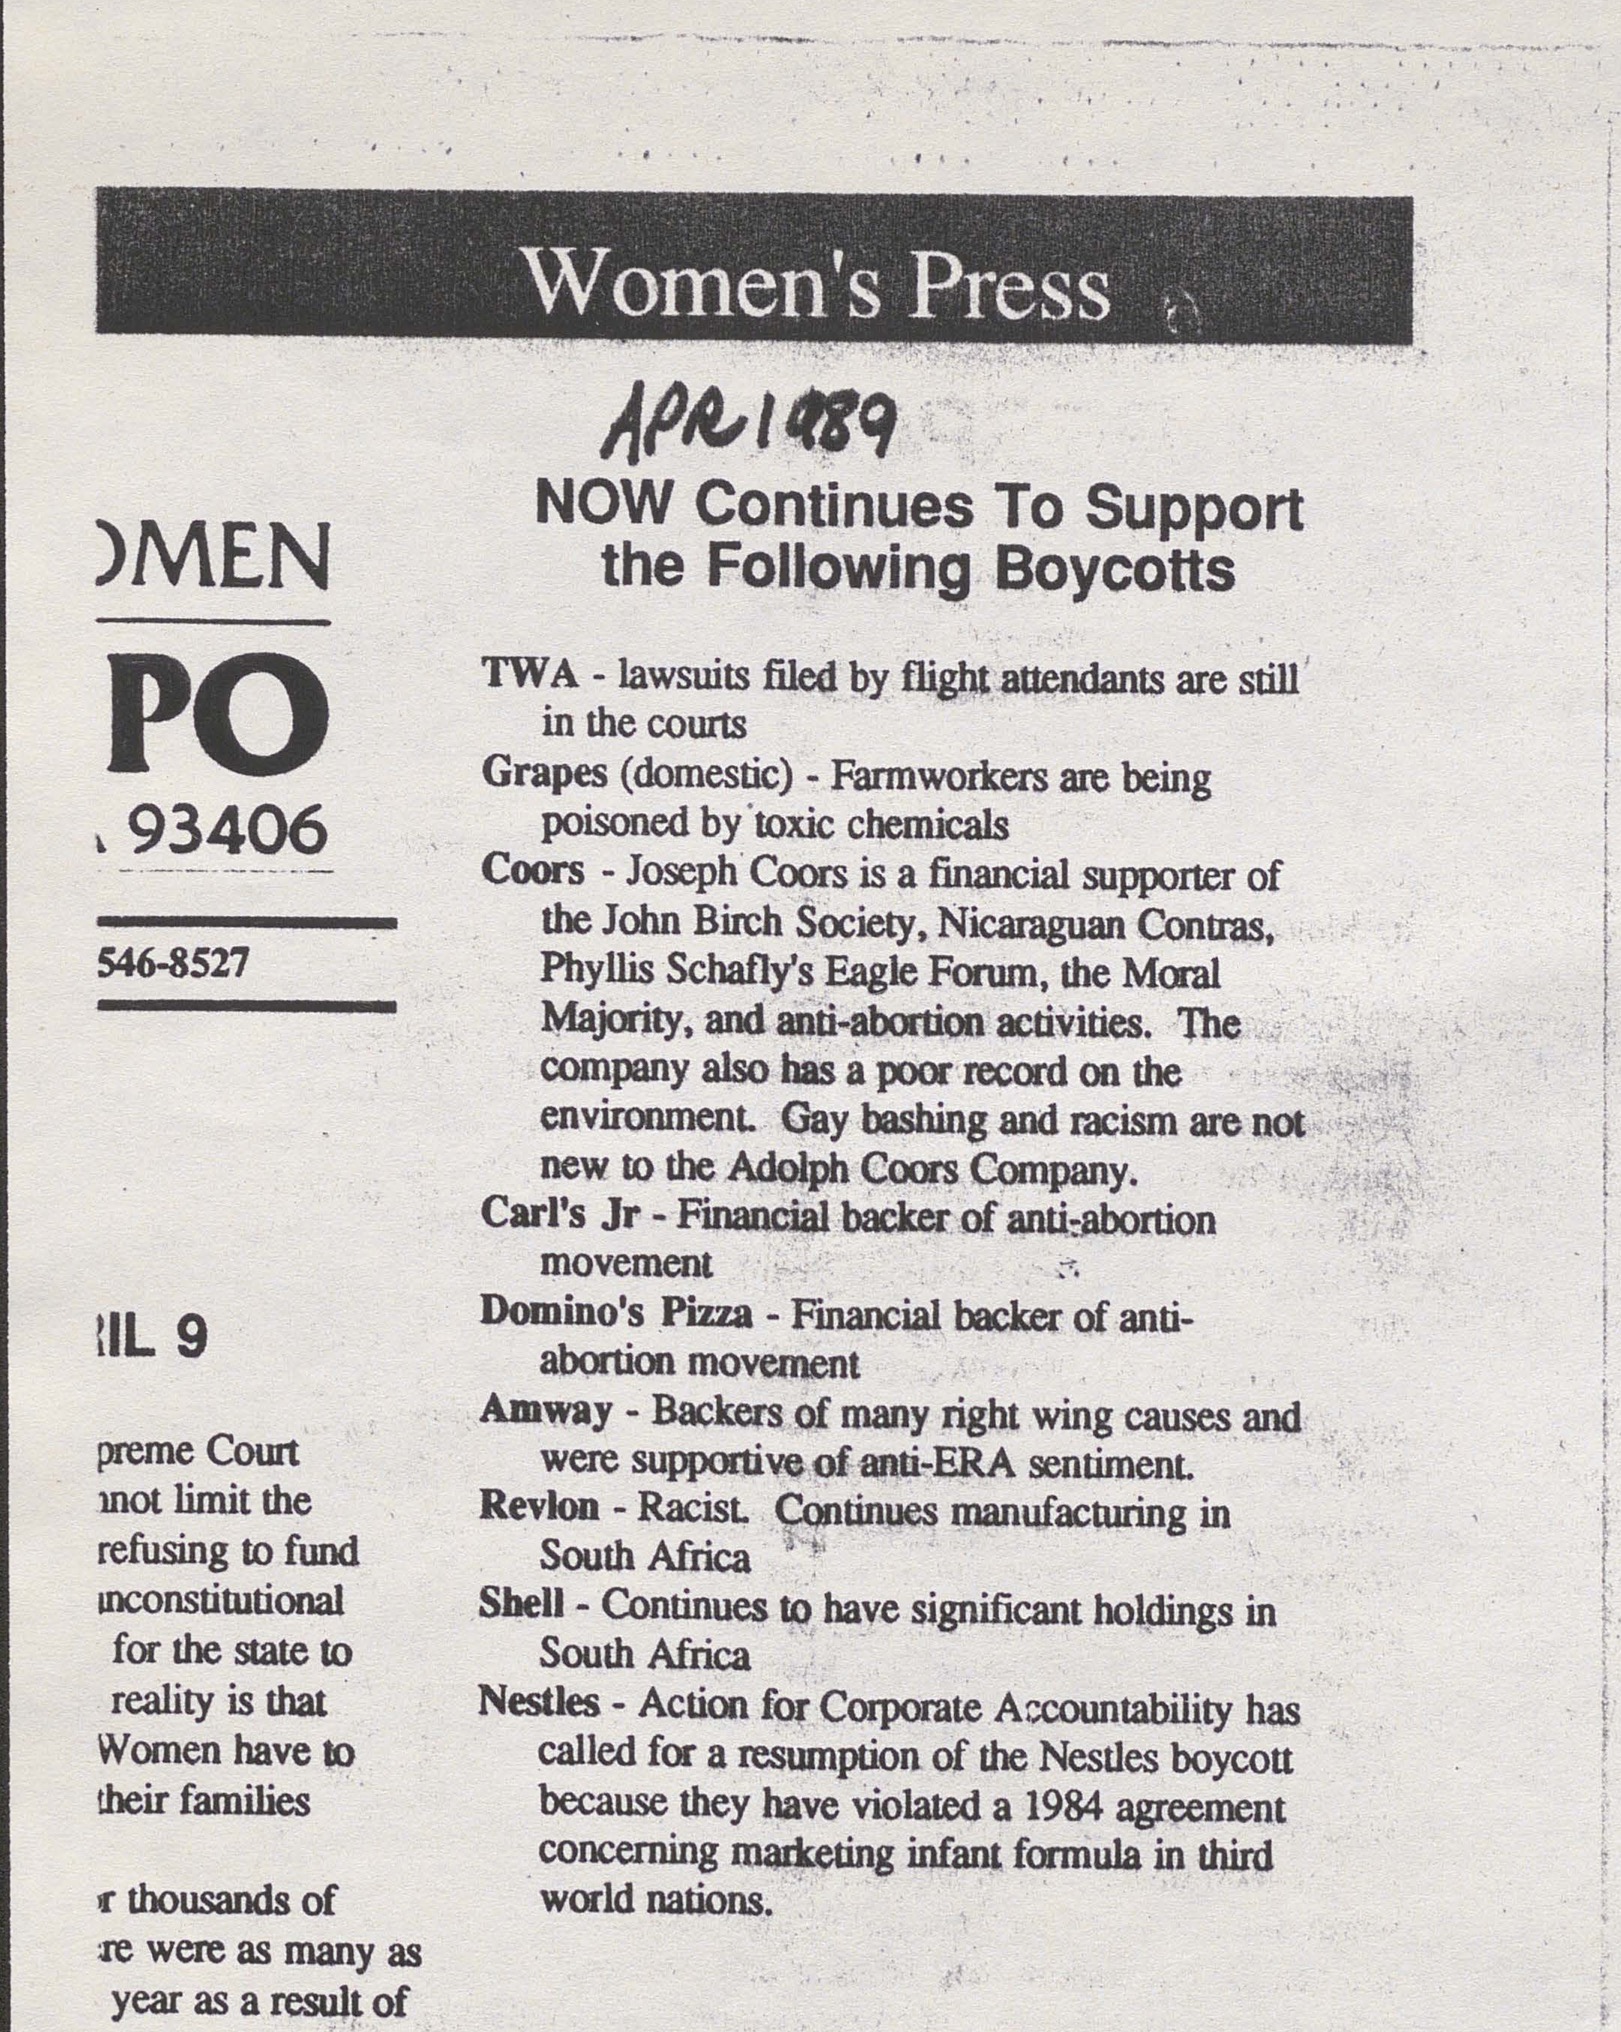 Women's Press
APR 1989
OMEN
PO
93406
546-8527
RIL 9
preme Court
nnot limit the
refusing to fund
unconstitutional
for the state to
reality is that
Women have to
their families
or thousands of
ere were as many as
year as a result of
NOW Continues To Support
the Following Boycotts
TWA - lawsuits filed by flight attendants are still
in the courts
Grapes (domestic) - Farmworkers are being
poisoned by toxic chemicals
Coors - Joseph Coors is a financial supporter of
the John Birch Society, Nicaraguan Contras,
Phyllis Schafly's Eagle Forum, the Moral
Majority, and anti-abortion activities. The
company also has a poor record on the
environment. Gay bashing and racism are not
new to the Adolph Coors Company.
Carl's Jr - Financial backer of anti-abortion
movement
Domino's Pizza - Financial backer of anti-
abortion movement
Amway - Backers of many right wing causes and
were supportive of anti-ERA sentiment.
Revlon - Racist. Continues manufacturing in
South Africa
Shell - Continues to have significant holdings in
South Africa
Nestles - Action for Corporate Accountability has
called for a resumption of the Nestles boycott
because they have violated a 1984 agreement
concerning marketing infant formula in third
world nations.